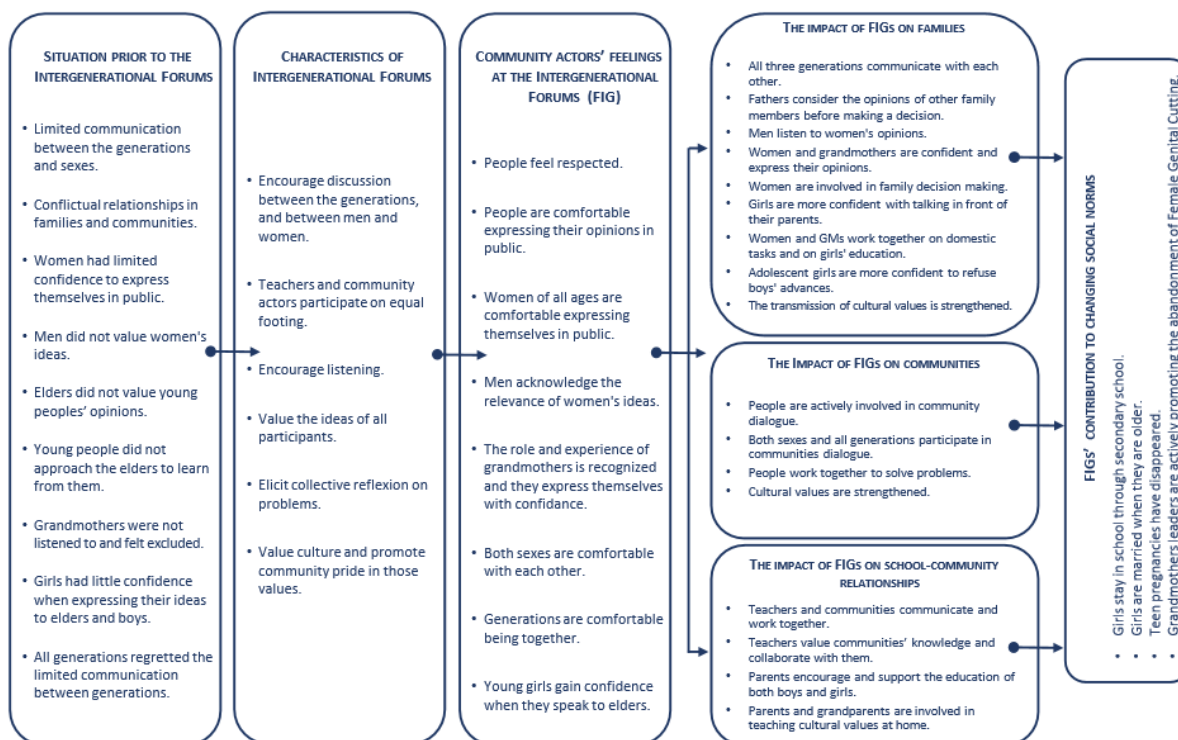 SITUATION PRIOR TO THE
INTERGENERATIONAL FORUMS
• Limited communication
between the generations
and sexes.
• Conflictual relationships in
families and communities.
• Women had limited
confidence to express
themselves in public.
• Men did not value women's
ideas.
• Elders did not value young
peoples' opinions.
• Young people did not
approach the elders to learn
from them.
• Grandmothers were not
listened to and felt excluded.
• Girls had little confidence
when expressing their ideas
to elders and boys.
• All generations regretted the
limited communication
between generations.
CHARACTERISTICS OF
INTERGENERATIONAL FORUMS
• Encourage discussion
between the generations,
and between men and
women.
• Teachers and community
actors participate on equal
footing.
• Encourage listening.
• Value the ideas of all
participants.
• Elicit collective reflexion on
problems.
• Value culture and promote
community pride in those
values.
COMMUNITY ACTORS' FEELINGS
AT THE INTERGENERATIONAL
FORUMS (FIG)
• People feel respected.
• People are comfortable
expressing their opinions in
public.
• Women of all ages are
comfortable expressing
themselves in public.
• Men acknowledge the
relevance of women's ideas.
• The role and experience of
grandmothers is recognized
and they express themselves
with confidance.
• Both sexes are comfortable
with each other.
• Generations are comfortable
being together.
• Young girls gain confidence
when they speak to elders.
THE IMPACT OF FIGS ON FAMILIES
• All three generations communicate with each
other.
• Fathers consider the opinions of other family
members before making a decision.
• Men listen to women's opinions.
• Women and grandmothers are confident and
express their opinions.
• Women are involved in family decision making.
• Girls are more confident with talking in front of
their parents.
• Women and GMs work together on domestic
tasks and on girls' education.
• Adolescent girls are more confident to refuse
boys' advances.
• The transmission of cultural values is strengthened.
THE IMPACT OF FIGS ON COMMUNITIES
• People are actively involved in community
dialogue.
• Both sexes and all generations participate in
communities dialogue.
• People work together to solve problems.
• Cultural values are strengthened.
THE IMPACT OF FIGS ON SCHOOL-COMMUNITY
RELATIONSHIPS
• Teachers and communities communicate and
work together.
• Teachers value communities' knowledge and
collaborate with them.
• Parents encourage and support the education of
both boys and girls.
• Parents and grandparents are involved in
teaching cultural values at home.
FIGS' CONTRIBUTION TO CHANGING SOCIAL NORMS
• Girls stay in school through secondary school.
• Girls are married when they are older.
• Teen pregnancies have disappeared.
• Grandmothers leaders are actively promoting the abandonment of Female Genital Cutting.